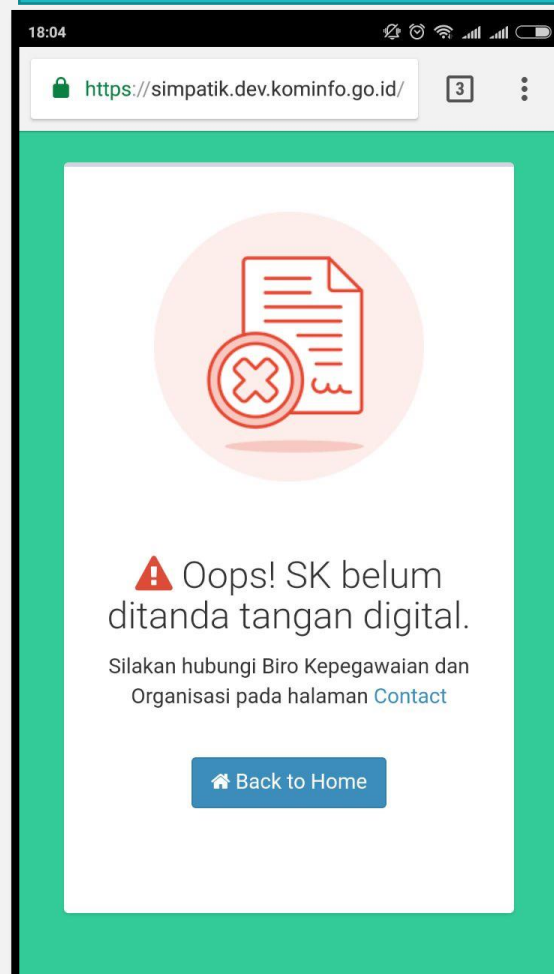 18:04
https://simpatik.dev.kominfo.go.id/
3
Oops! SK belum
ditanda tangan digital.
Silakan hubungi Biro Kepegawaian dan
Organisasi pada halaman Contact
Back to Home